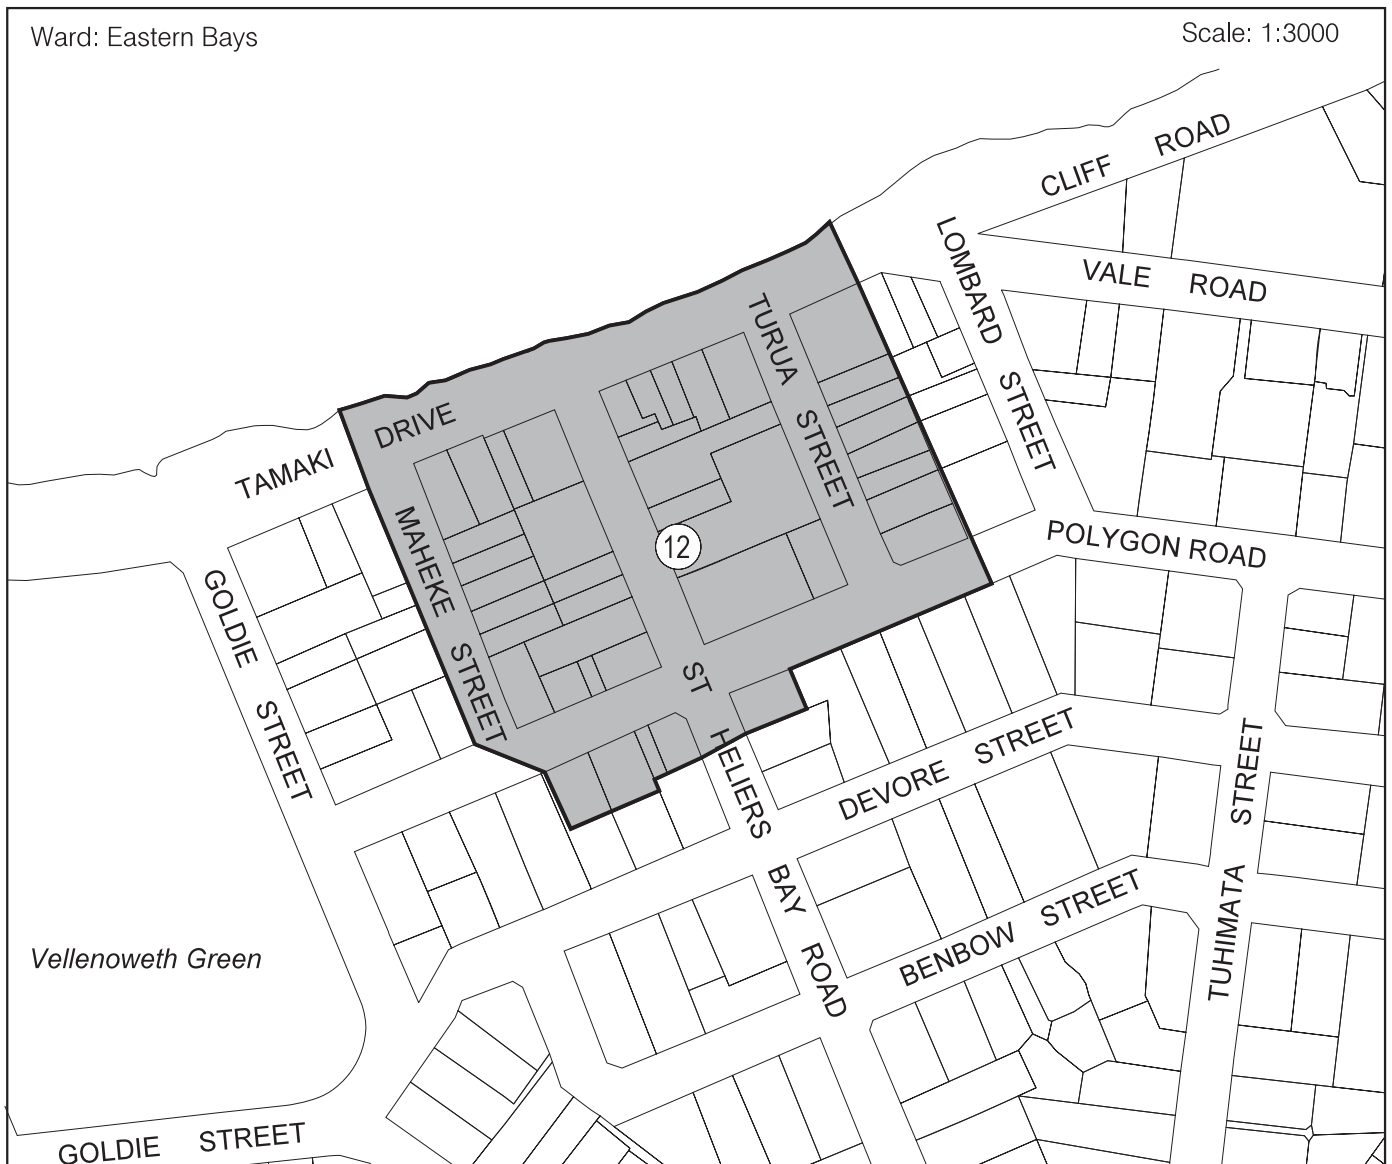 Ward: Eastern Bays
Scale: 1:3000
CLIFF ROAD
LOMBARD STREET
VALE ROAD
TURUA STREET
TAMAKI DRIVE
MAHEKE STREET
12
POLYGON ROAD
GOLDIE STREET
ST HELIERS BAY ROAD
DEVORE STREET
TUHIMATA STREET
BENBOW STREET
Vellenoweth Green
GOLDIE STREET